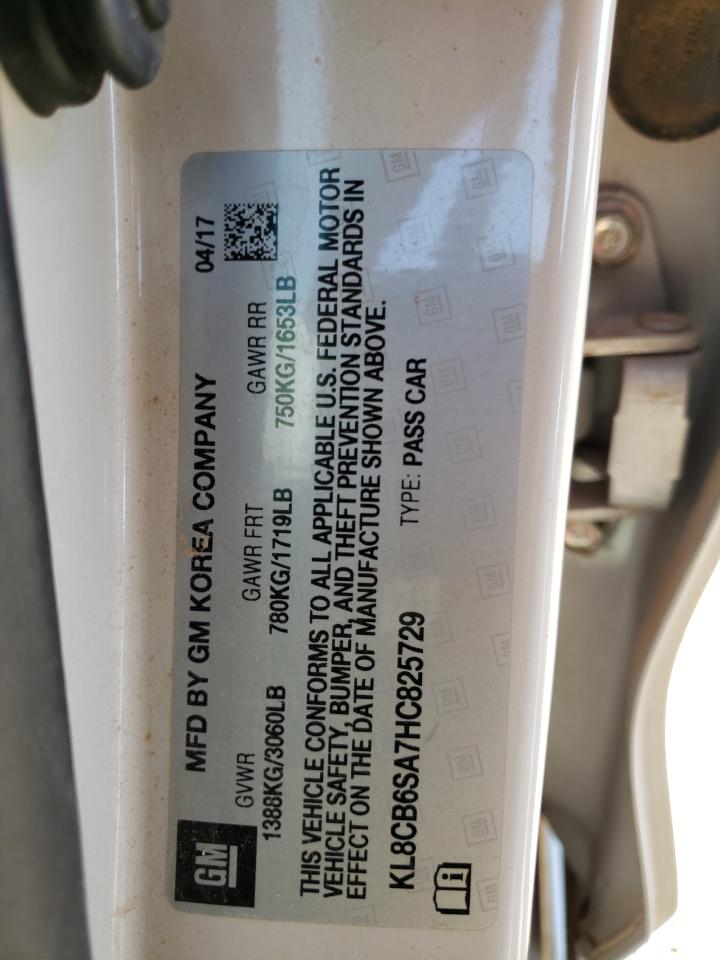 GM
MFD BY GM KOREA COMPANY 04/17
GVWR GAWR FRT GAWR RR
1388KG/3060LB 780KG/1719LB 750KG/1653LB
THIS VEHICLE CONFORMS TO ALL APPLICABLE U.S. FEDERAL MOTOR
VEHICLE SAFETY, BUMPER, AND THEFT PREVENTION STANDARDS IN
EFFECT ON THE DATE OF MANUFACTURE SHOWN ABOVE.
KL8CB6SA7HC825729 TYPE: PASS CAR